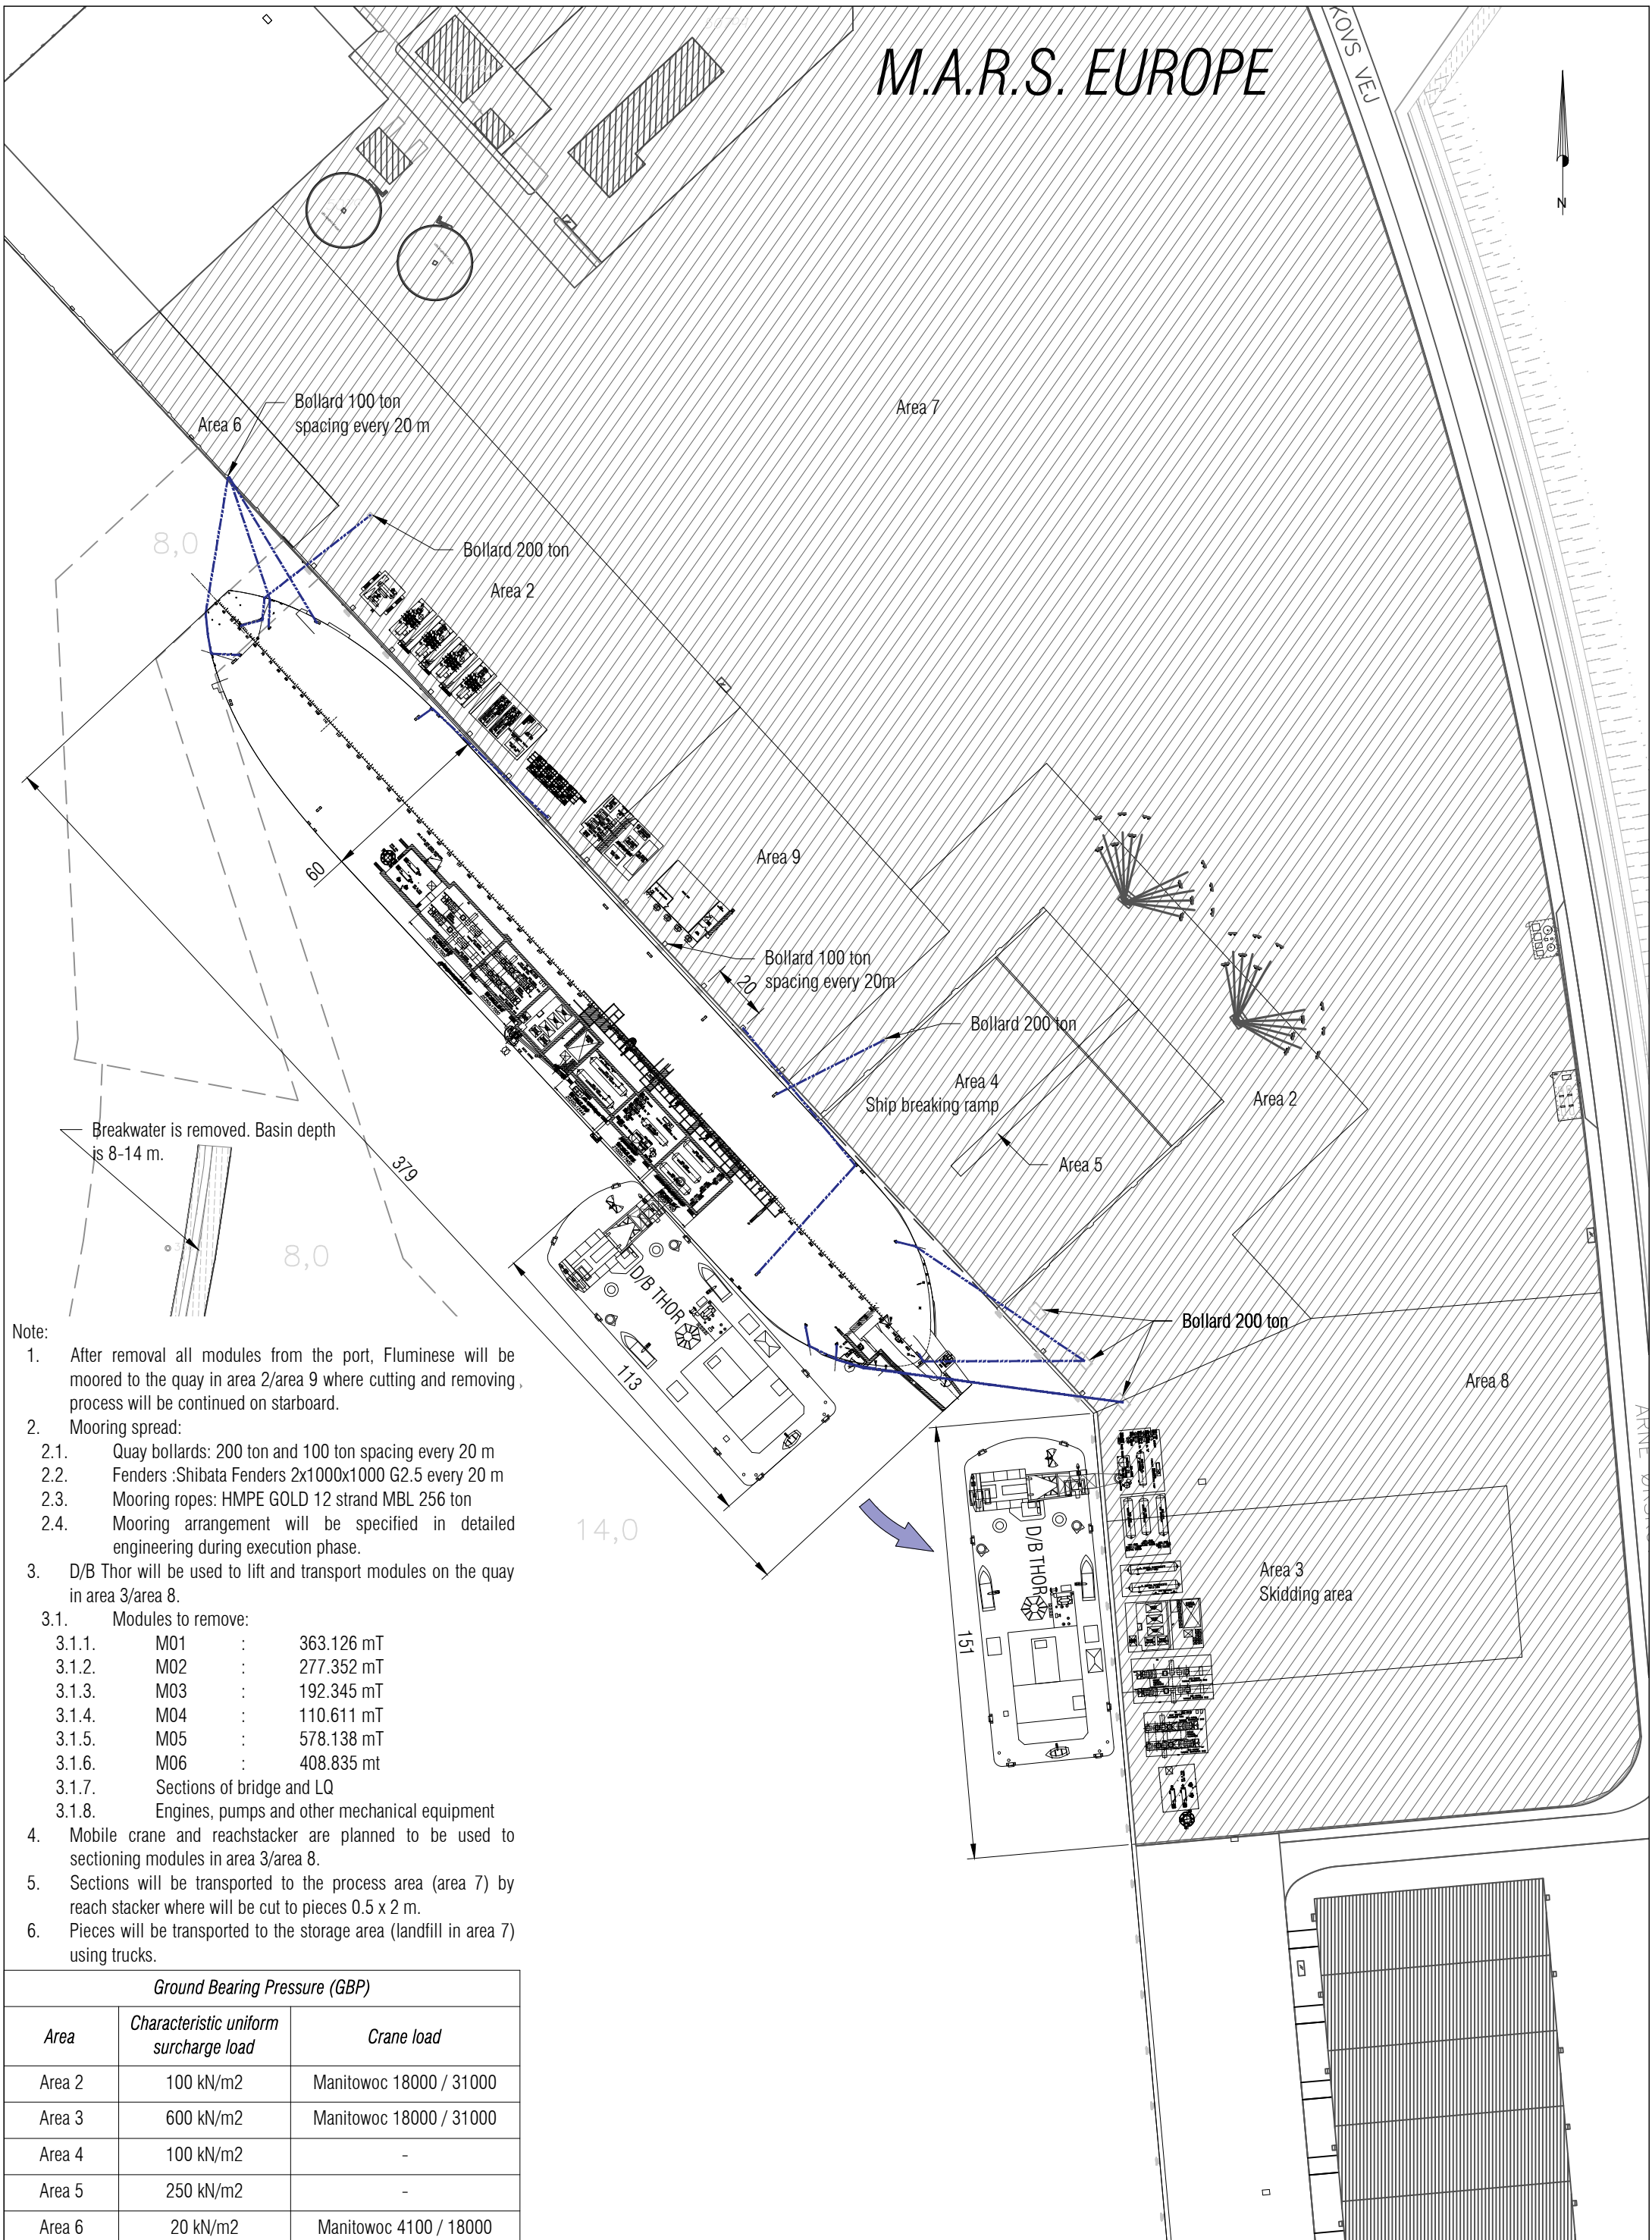 M.A.R.S. EUROPE
KOVS VEJ
N
Area 7
Bollard 100 ton
spacing every 20 m
Area 6
8,0
Bollard 200 ton
Area 2
60
Area 9
Bollard 100 ton
spacing every 20m
20
Bollard 200 ton
Area 4
Ship breaking ramp
Area 2
Area 5
Breakwater is removed. Basin depth
is 8-14 m.
379
8,0
D/B THOR
113
Bollard 200 ton
Area 8
14,0
D/B THOR
151
Area 3
Skidding area
Note:
1. After removal all modules from the port, Fluminese will be
moored to the quay in area 2/area 9 where cutting and removing
process will be continued on starboard.
2. Mooring spread:
2.1. Quay bollards: 200 ton and 100 ton spacing every 20 m
2.2. Fenders :Shibata Fenders 2x1000x1000 G2.5 every 20 m
2.3. Mooring ropes: HMPE GOLD 12 strand MBL 256 ton
2.4. Mooring arrangement will be specified in detailed
engineering during execution phase.
3. D/B Thor will be used to lift and transport modules on the quay
in area 3/area 8.
3.1. Modules to remove:
3.1.1. M01 : 363.126 mT
3.1.2. M02 : 277.352 mT
3.1.3. M03 : 192.345 mT
3.1.4. M04 : 110.611 mT
3.1.5. M05 : 578.138 mT
3.1.6. M06 : 408.835 mt
3.1.7. Sections of bridge and LQ
3.1.8. Engines, pumps and other mechanical equipment
4. Mobile crane and reachstacker are planned to be used to
sectioning modules in area 3/area 8.
5. Sections will be transported to the process area (area 7) by
reach stacker where will be cut to pieces 0.5 x 2 m.
6. Pieces will be transported to the storage area (landfill in area 7)
using trucks.
Ground Bearing Pressure (GBP)
Area Characteristic uniform surcharge load Crane load
Area 2 100 kN/m2 Manitowoc 18000 / 31000
Area 3 600 kN/m2 Manitowoc 18000 / 31000
Area 4 100 kN/m2 -
Area 5 250 kN/m2 -
Area 6 20 kN/m2 Manitowoc 4100 / 18000
ARNE